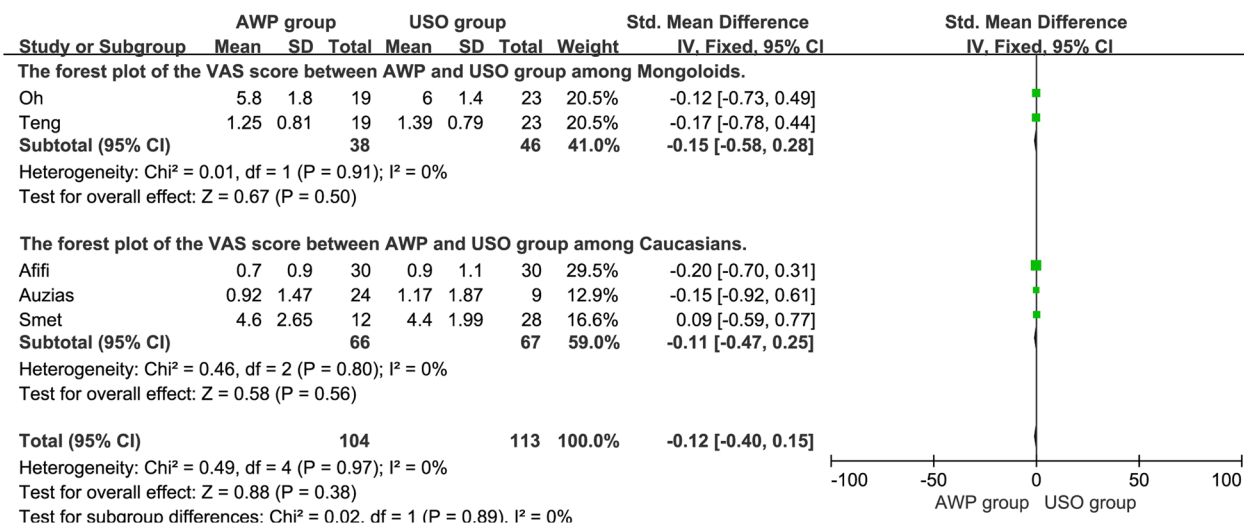 AWP group USO group Std. Mean Difference Std. Mean Difference
Study or Subgroup Mean SD Total Mean SD Total Weight IV, Fixed, 95% CI IV, Fixed, 95% CI
The forest plot of the VAS score between AWP and USO group among Mongoloids.
Oh 5.8 1.8 19 6 1.4 23 20.5% -0.12 [-0.73, 0.49]
Teng 1.25 0.81 19 1.39 0.79 23 20.5% -0.17 [-0.78, 0.44]
Subtotal (95% CI) 38 46 41.0% -0.15 [-0.58, 0.28]
Heterogeneity: Chi² = 0.01, df = 1 (P = 0.91); I² = 0%
Test for overall effect: Z = 0.67 (P = 0.50)
The forest plot of the VAS score between AWP and USO group among Caucasians.
Afifi 0.7 0.9 30 0.9 1.1 30 29.5% -0.20 [-0.70, 0.31]
Auzias 0.92 1.47 24 1.17 1.87 9 12.9% -0.15 [-0.92, 0.61]
Smet 4.6 2.65 12 4.4 1.99 28 16.6% 0.09 [-0.59, 0.77]
Subtotal (95% CI) 66 67 59.0% -0.11 [-0.47, 0.25]
Heterogeneity: Chi² = 0.46, df = 2 (P = 0.80); I² = 0%
Test for overall effect: Z = 0.58 (P = 0.56)
Total (95% CI) 104 113 100.0% -0.12 [-0.40, 0.15]
Heterogeneity: Chi² = 0.49, df = 4 (P = 0.97); I² = 0%
Test for overall effect: Z = 0.88 (P = 0.38)
Test for subgroup differences: Chi² = 0.02, df = 1 (P = 0.89), I² = 0%
-100 -50 0 50 100
AWP group USO group